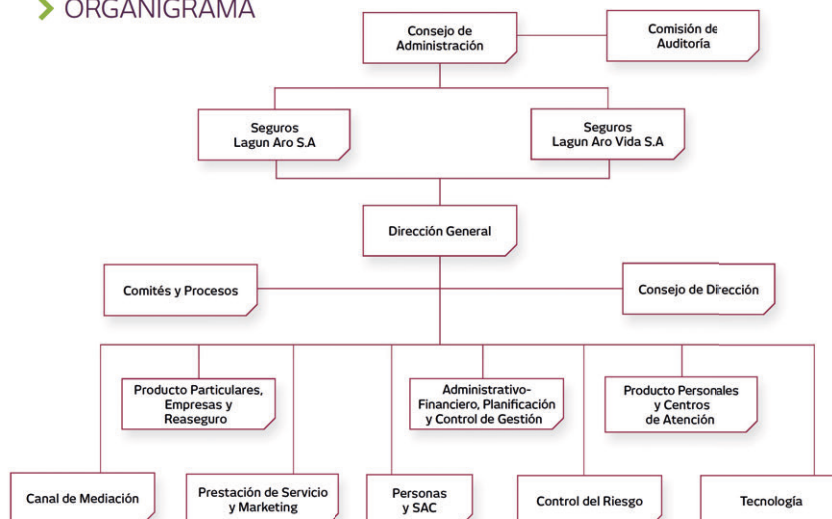 ORGANIGRAMA
Consejo de
Administración
Comisión de
Auditoría
Seguros
Lagun Aro S.A
Seguros
Lagun Aro Vida S.A
Dirección General
Comités y Procesos
Consejo de Dirección
Producto Particulares,
Empresas y
Reaseguro
Administrativo-
Financiero, Planificación
y Control de Gestión
Producto Personales
y Centros
de Atención
Canal de Mediación
Prestación de Servicio
y Marketing
Personas
y SAC
Control del Riesgo
Tecnología